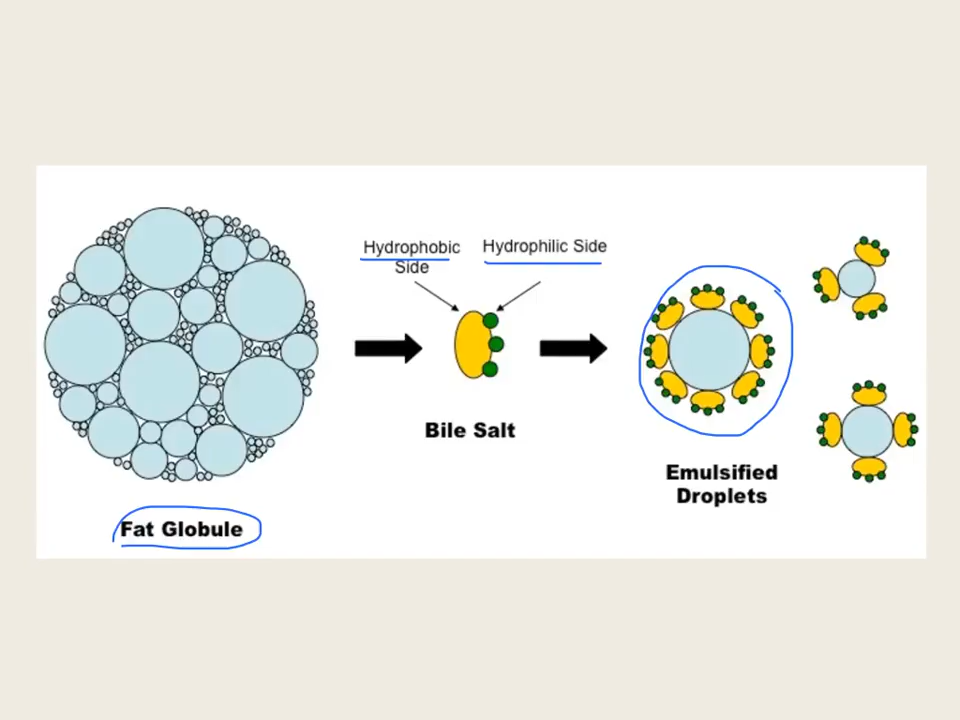 Hydrophobic
Side
Hydrophilic Side
Bile Salt
Emulsified
Droplets
Fat Globule